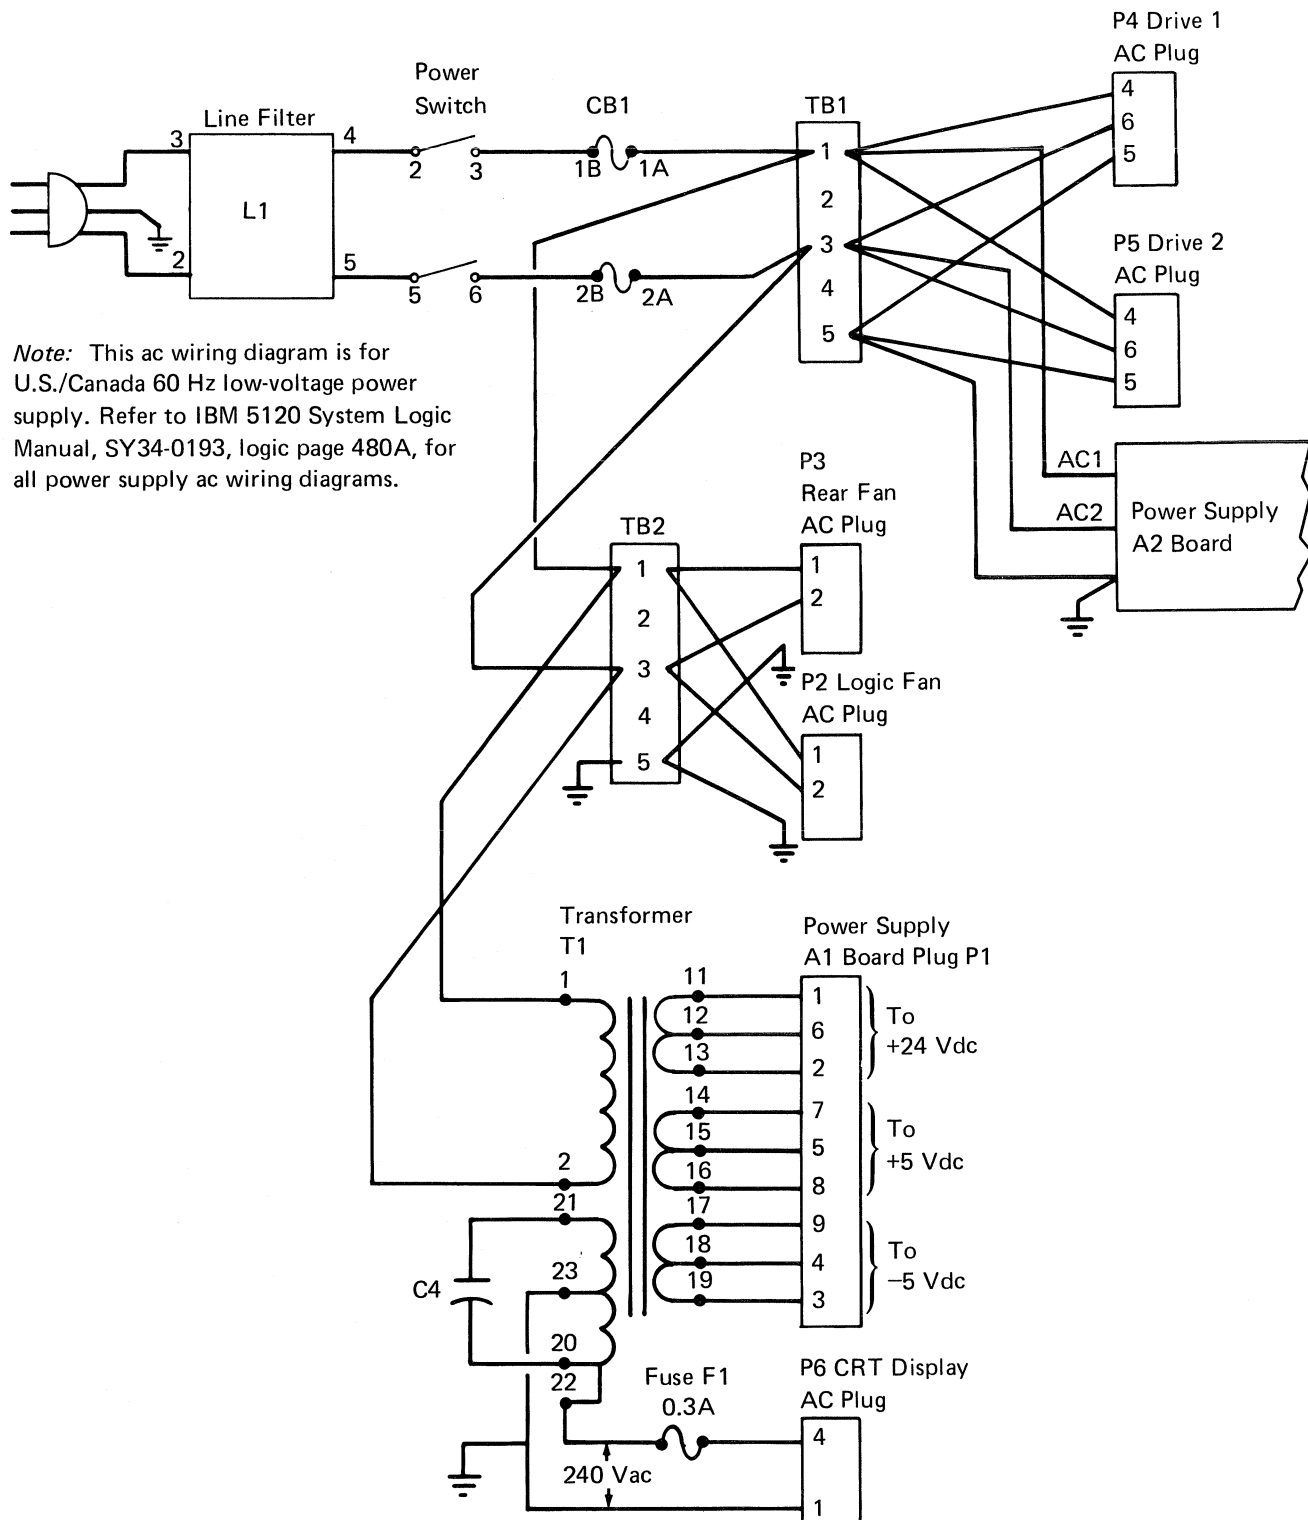 P4 Drive 1
AC Plug
4
6
5
Power
Switch
CB1
TB1
Line Filter
3
4
2
3
1B
1A
1
2
3
4
5
L1
2
5
5
6
2B
2A
P5 Drive 2
AC Plug
4
6
5
Note: This ac wiring diagram is for
U.S./Canada 60 Hz low-voltage power
supply. Refer to IBM 5120 System Logic
Manual, SY34-0193, logic page 480A, for
all power supply ac wiring diagrams.
AC1
AC2
Power Supply
A2 Board
P3
Rear Fan
AC Plug
1
2
TB2
1
2
3
4
5
P2 Logic Fan
AC Plug
1
2
Transformer
T1
1
2
21
23
20
22
C4
11
12
13
14
15
16
17
18
19
Power Supply
A1 Board Plug P1
1
6
2
7
5
8
9
4
3
To
+24 Vdc
To
+5 Vdc
To
−5 Vdc
Fuse F1
0.3A
240 Vac
P6 CRT Display
AC Plug
4
1